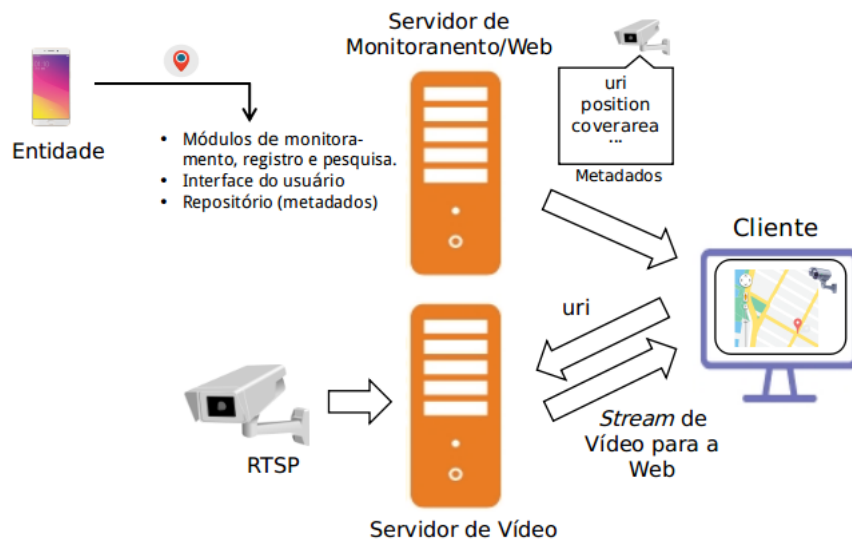 Servidor de
Monitoranento/Web
Entidade
• Módulos de monitora-
mento, registro e pesquisa.
• Interface do usuário
• Repositório (metadados)
uri
position
coverarea
...
Metadados
Cliente
uri
RTSP
Stream de
Vídeo para a
Web
Servidor de Vídeo